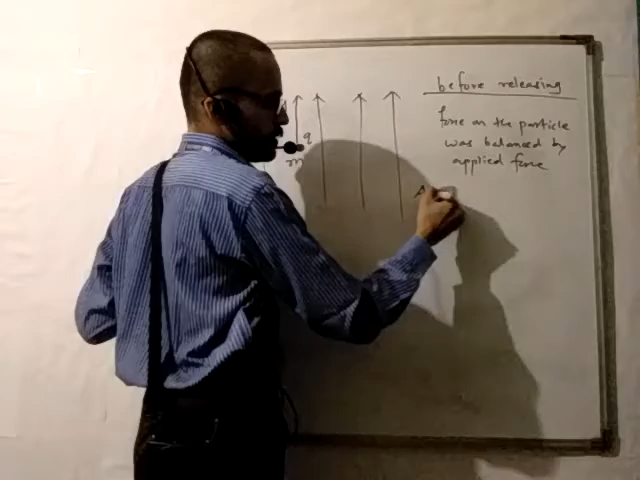 before releasing
force on the particle
was balanced by
applied force
q
m
A